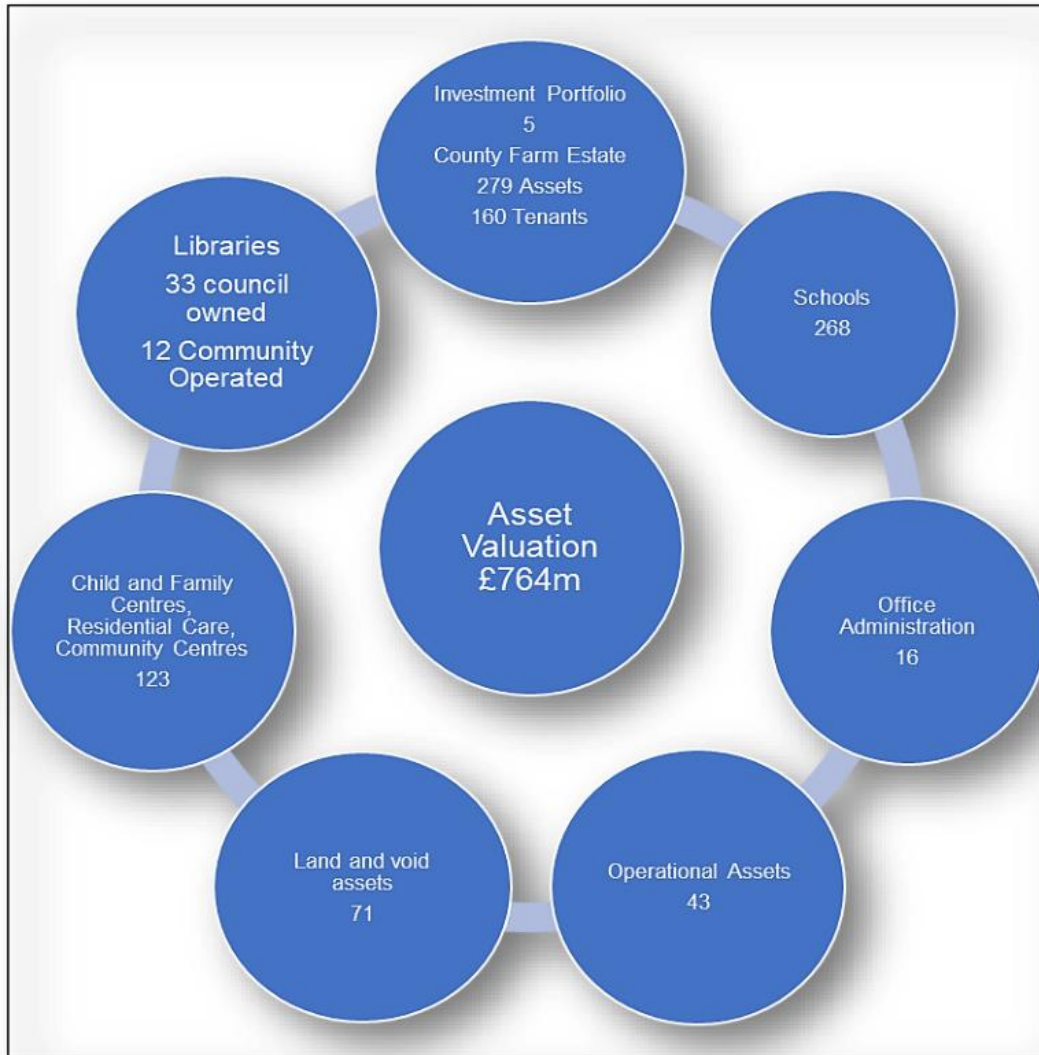 Investment Portfolio
5
County Farm Estate
279 Assets
160 Tenants
Schools
268
Office
Administration
16
Operational Assets
43
Land and void
assets
71
Child and Family
Centres,
Residential Care,
Community Centres
123
Libraries
33 council
owned
12 Community
Operated
Asset
Valuation
£764m